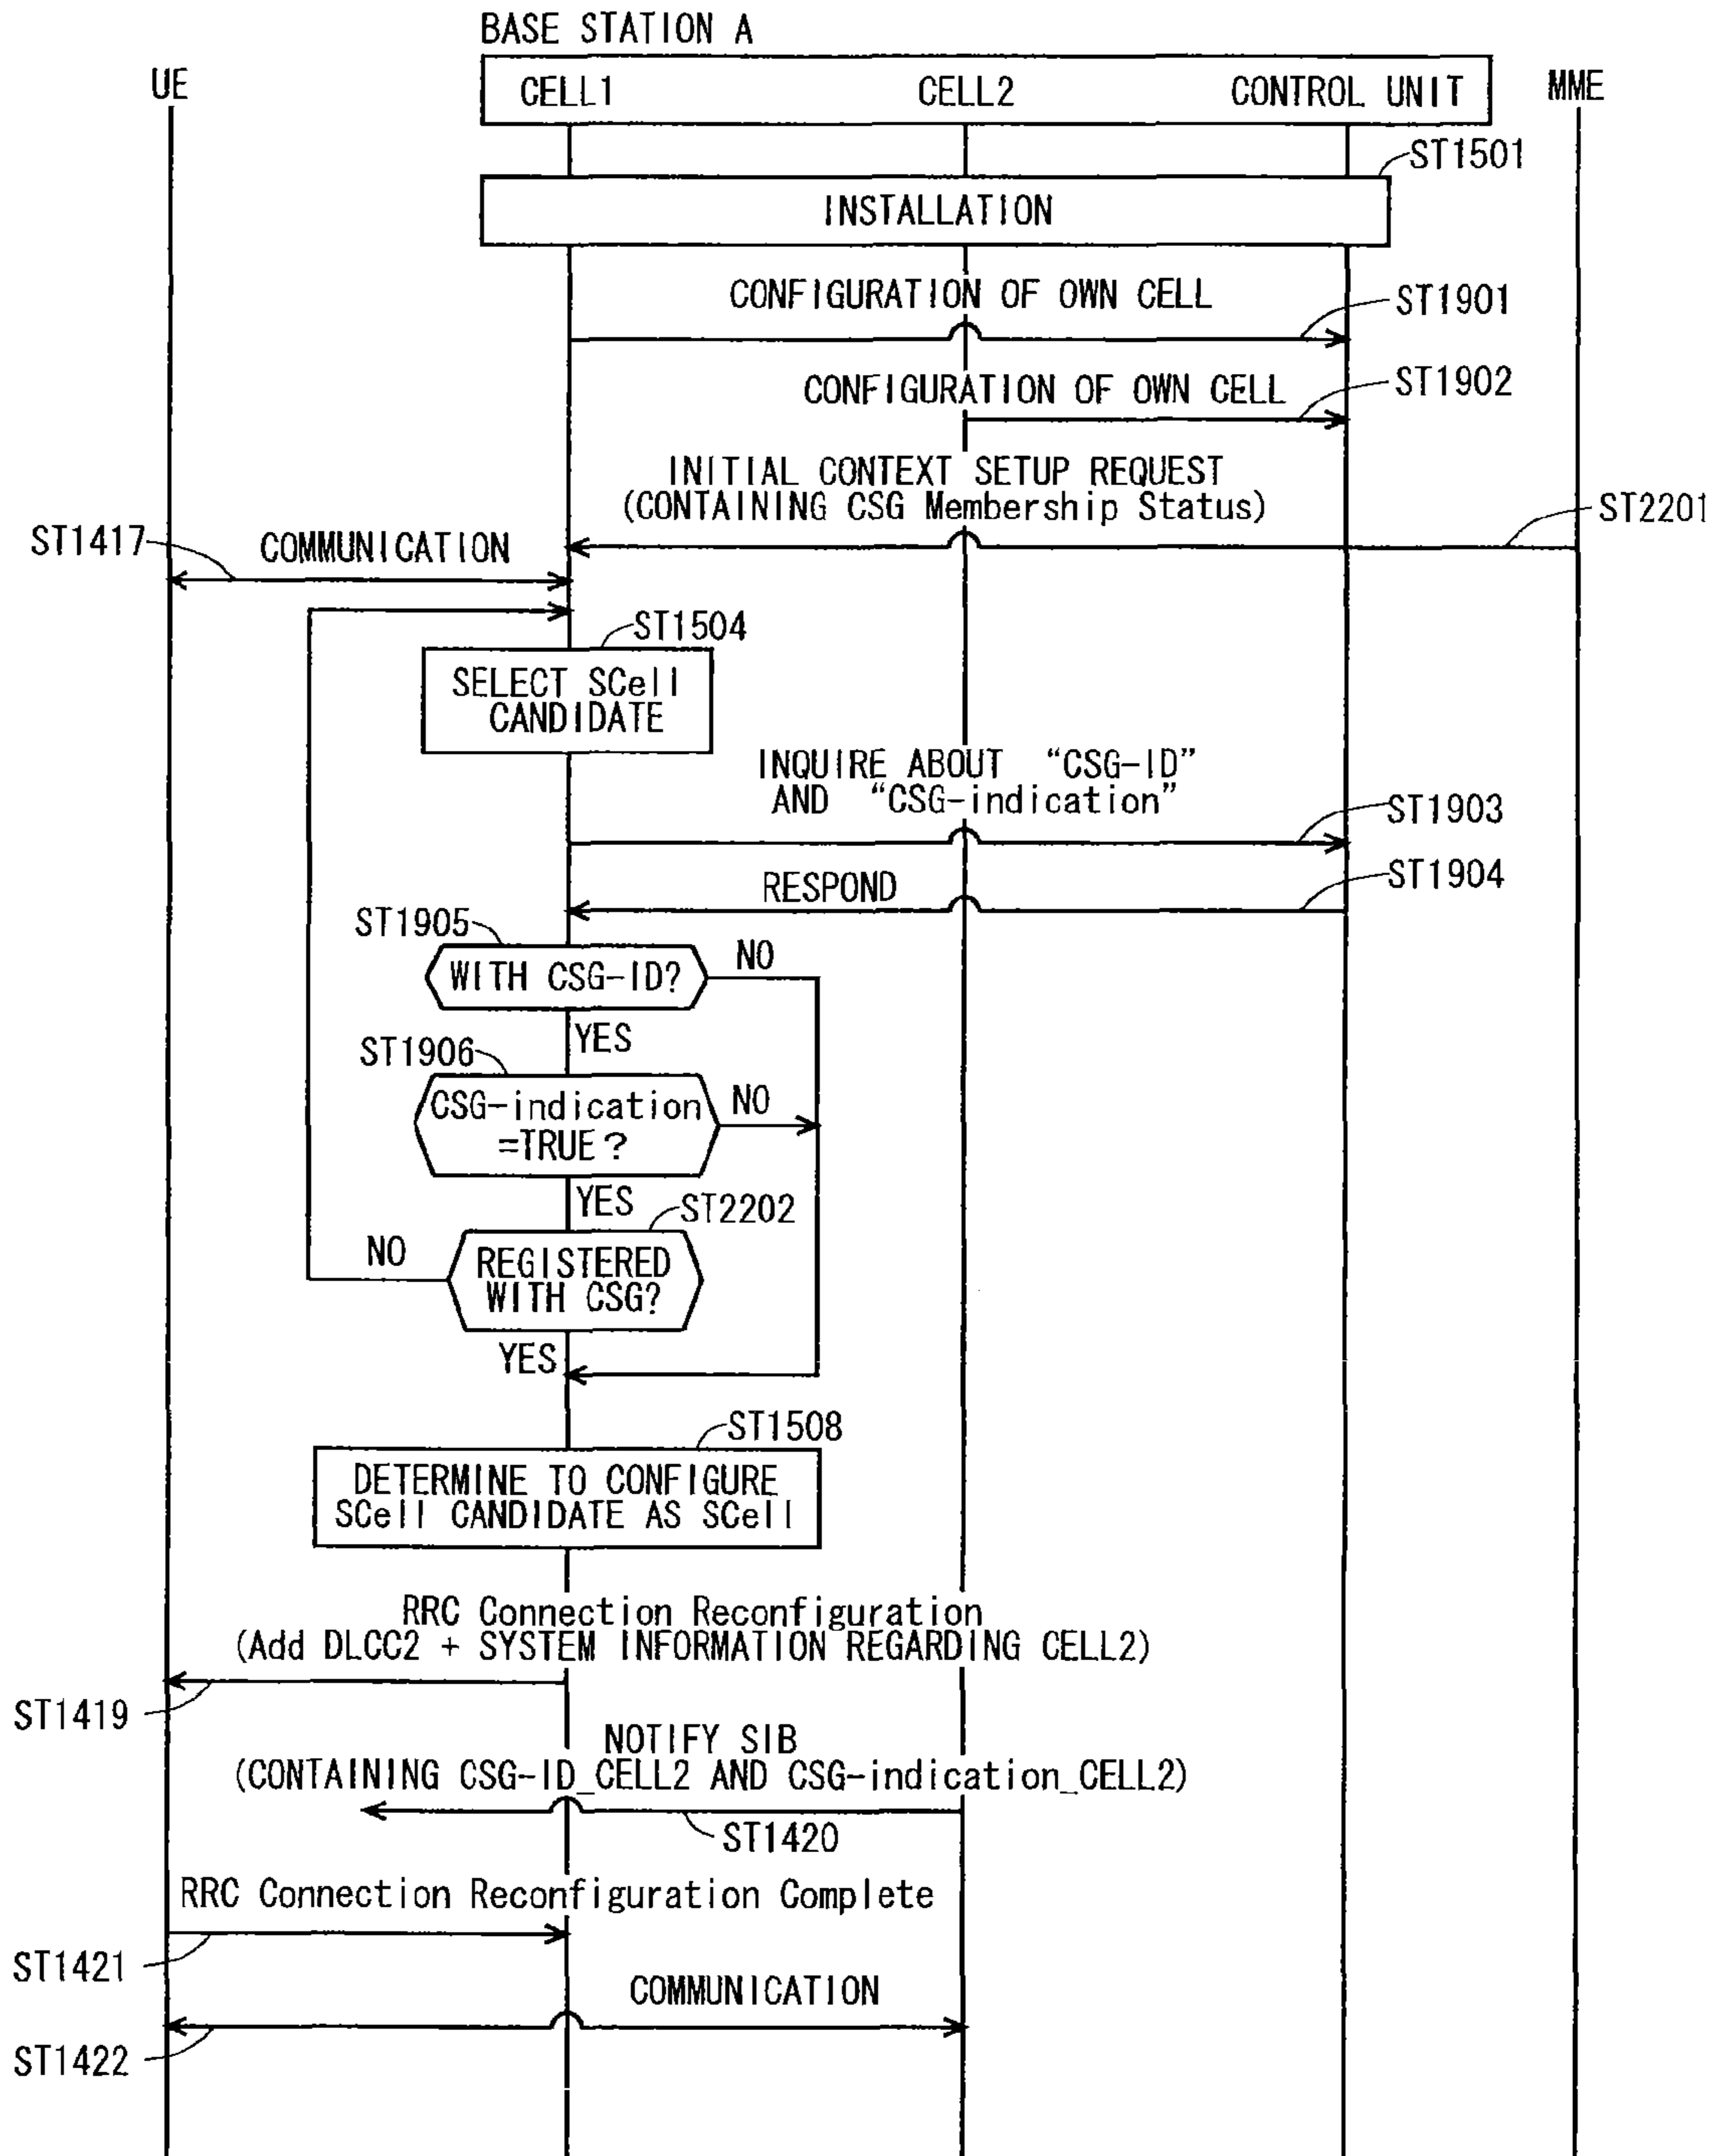 BASE STATION A
UE
CELL1
CELL2
CONTROL UNIT
MME
ST1501
INSTALLATION
CONFIGURATION OF OWN CELL
ST1901
CONFIGURATION OF OWN CELL
ST1902
INITIAL CONTEXT SETUP REQUEST
(CONTAINING CSG Membership Status)
ST2201
ST1417
COMMUNICATION
ST1504
SELECT SCell
CANDIDATE
INQUIRE ABOUT “CSG-ID”
AND “CSG-indication”
ST1903
RESPOND
ST1904
ST1905
WITH CSG-ID?
NO
YES
ST1906
CSG-indication
=TRUE?
NO
YES
ST2202
NO
REGISTERED
WITH CSG?
YES
ST1508
DETERMINE TO CONFIGURE
SCell CANDIDATE AS SCell
RRC Connection Reconfiguration
(Add DLCC2 + SYSTEM INFORMATION REGARDING CELL2)
ST1419
NOTIFY SIB
(CONTAINING CSG-ID_CELL2 AND CSG-indication_CELL2)
ST1420
RRC Connection Reconfiguration Complete
ST1421
COMMUNICATION
ST1422